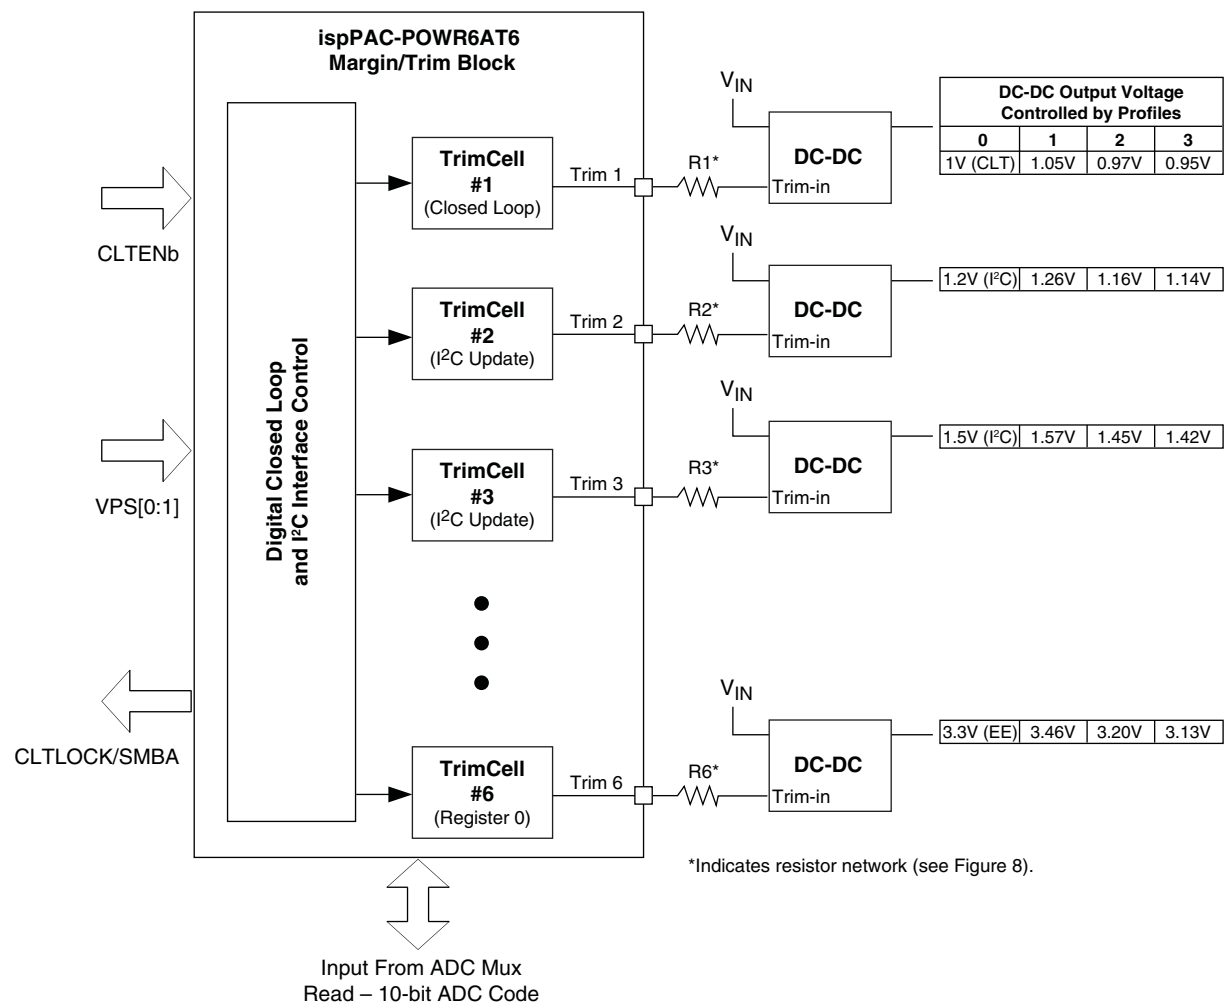 ispPAC-POWR6AT6
Margin/Trim Block
CLTENb
VPS[0:1]
CLTLOCK/SMBA
Digital Closed Loop
and I²C Interface Control
TrimCell
#1
(Closed Loop)
Trim 1
R1*
VIN
DC-DC
Trim-in
DC-DC Output Voltage
Controlled by Profiles
0 1 2 3
1V (CLT) 1.05V 0.97V 0.95V
TrimCell
#2
(I²C Update)
Trim 2
R2*
VIN
DC-DC
Trim-in
1.2V (I²C) 1.26V 1.16V 1.14V
TrimCell
#3
(I²C Update)
Trim 3
R3*
VIN
DC-DC
Trim-in
1.5V (I²C) 1.57V 1.45V 1.42V
TrimCell
#6
(Register 0)
Trim 6
R6*
VIN
DC-DC
Trim-in
3.3V (EE) 3.46V 3.20V 3.13V
*Indicates resistor network (see Figure 8).
Input From ADC Mux
Read – 10-bit ADC Code